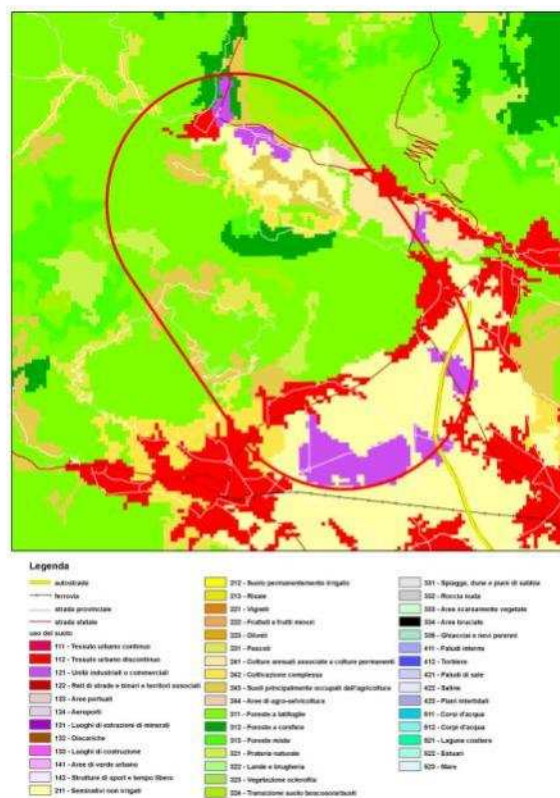 Legenda
autostrada
ferrovia
strada provinciale
strada statale
uso del suolo
111 - Tessuto urbano continuo
112 - Tessuto urbano discontinuo
121 - Unità industriali o commerciali
122 - Reti di strade e binari e territori associati
123 - Aree portuali
124 - Aeroporti
131 - Luoghi di estrazioni di minerali
132 - Discariche
133 - Luoghi di costruzione
141 - Aree di verde urbano
142 - Strutture di sport e tempo libero
211 - Seminativi non irrigati
212 - Suolo permanentemente irrigato
213 - Risaie
221 - Vigneti
222 - Frutteti e frutti minori
223 - Oliveti
231 - Pascoli
241 - Colture annuali associate a colture permanenti
242 - Coltivazione complessa
243 - Suoli principalmente occupati dall'agricoltura
244 - Aree di agro-selvicoltura
311 - Foreste a latifoglie
312 - Foreste a conifere
313 - Foreste miste
321 - Praterie naturale
322 - Lande e brughiere
323 - Vegetazione sclerofila
324 - Transizione suolo boscoso/arbusti
331 - Spiagge, dune e piane di sabbia
332 - Roccia nuda
333 - Aree scarsamente vegetate
334 - Aree bruciate
335 - Ghiacciai e nevi perenni
411 - Paludi interne
412 - Torbiere
421 - Paludi di sale
422 - Saline
423 - Piani intertidali
511 - Corpi d'acqua
512 - Corpi d'acqua
521 - Lagune costiere
522 - Estuari
523 - Mare